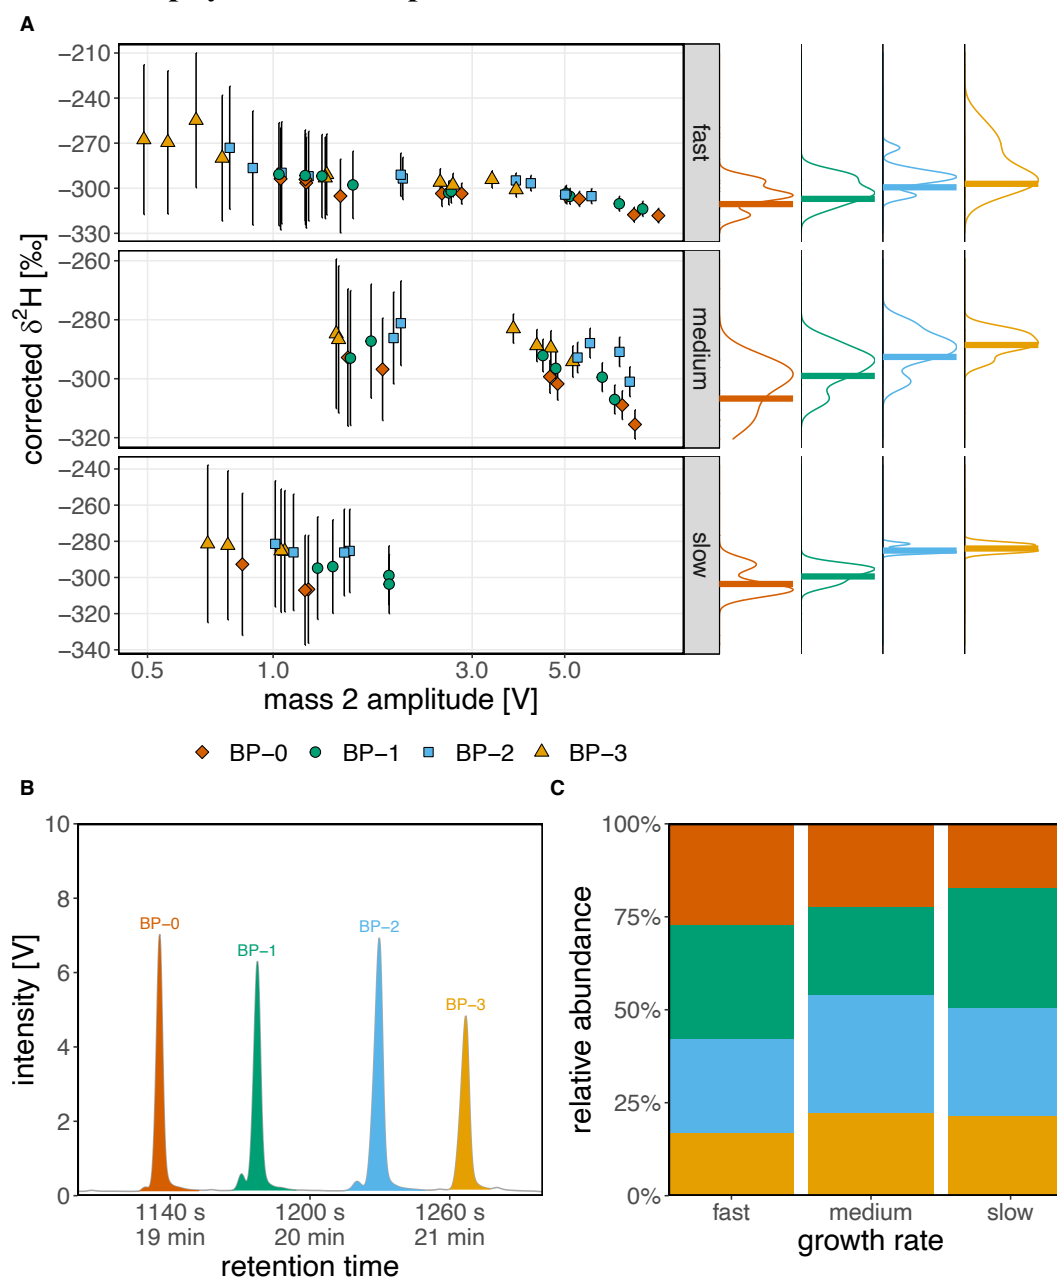 A
−210
−240
−270
−300
−330
fast
−260
−280
−300
−320
medium
−240
−260
−280
−300
−320
−340
slow
corrected δ²H [‰]
0.5 1.0 3.0 5.0
mass 2 amplitude [V]
BP−0 BP−1 BP−2 BP−3
B
10
8
6
4
2
0
intensity [V]
BP−0
BP−1
BP−2
BP−3
1140 s 1200 s 1260 s
19 min 20 min 21 min
retention time
C
100%
75%
50%
25%
0%
relative abundance
fast medium slow
growth rate